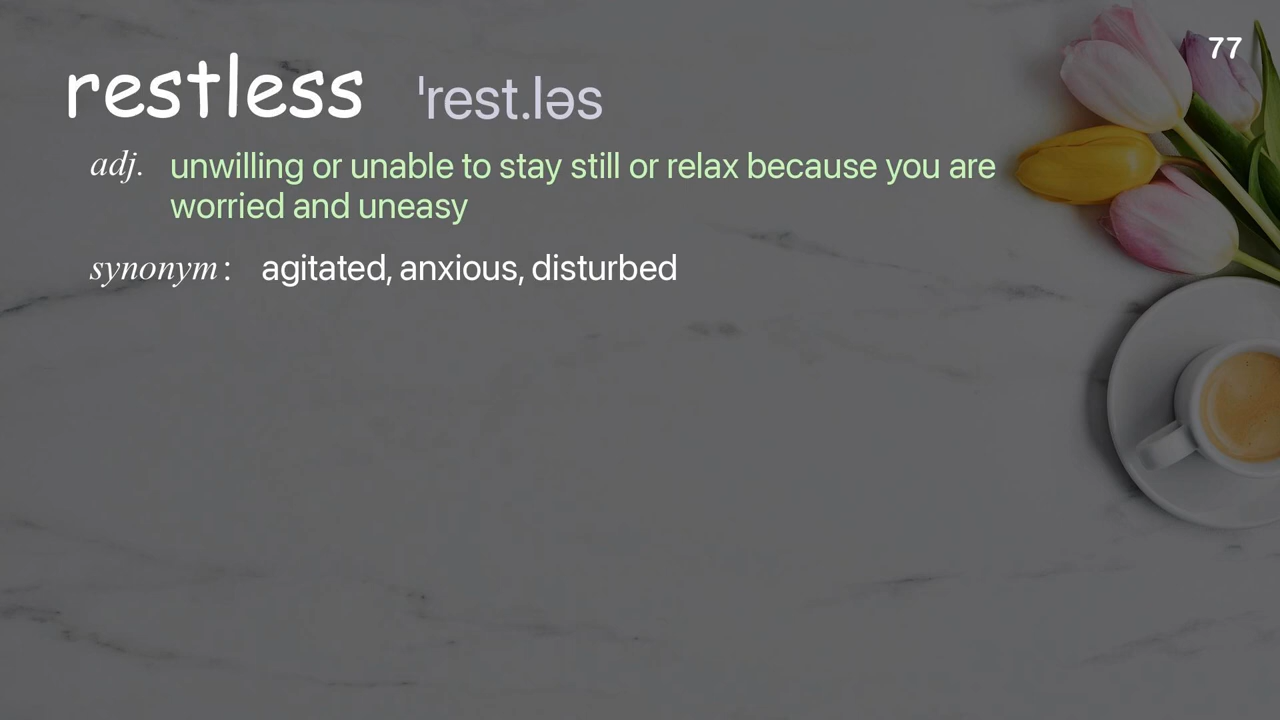 77
restless ˈrest.ləs
adj. unwilling or unable to stay still or relax because you are
worried and uneasy
synonym: agitated, anxious, disturbed